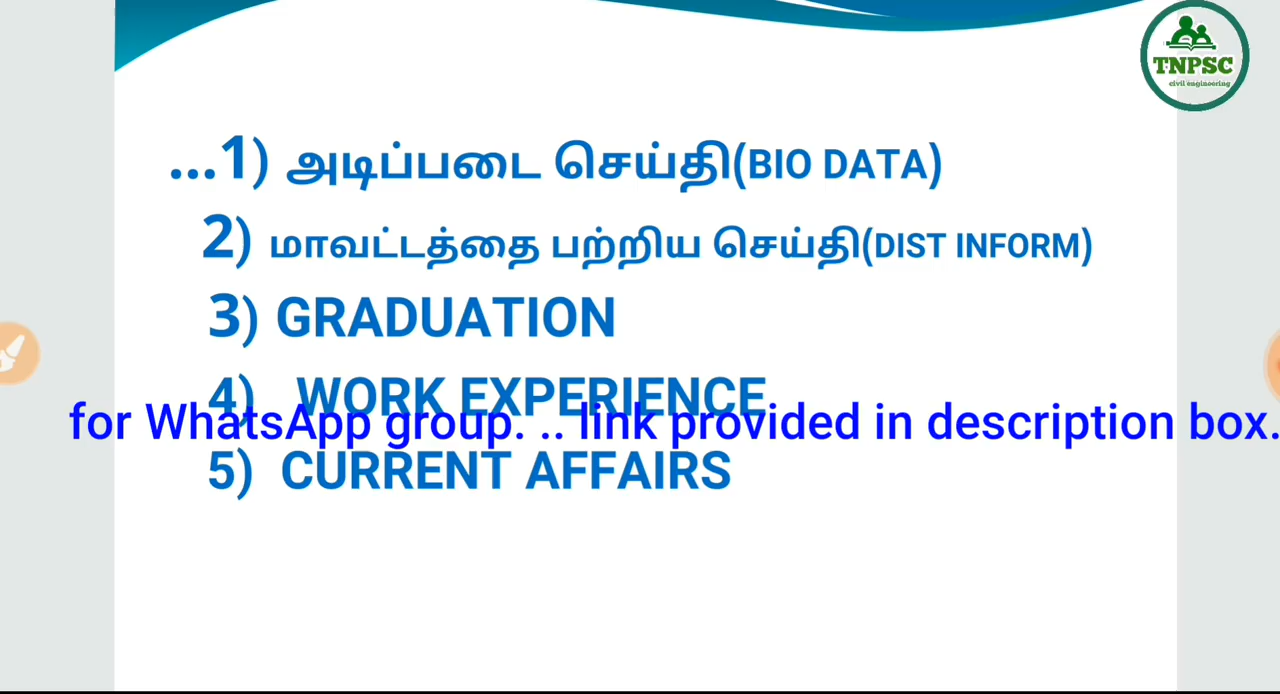 TNPSC
civil engineering
...1) அடிப்படை செய்தி(BIO DATA)
2) மாவட்டத்தை பற்றிய செய்தி(DIST INFORM)
3) GRADUATION
4) WORK EXPERIENCE
for WhatsApp group. .. link provided in description box.
5) CURRENT AFFAIRS